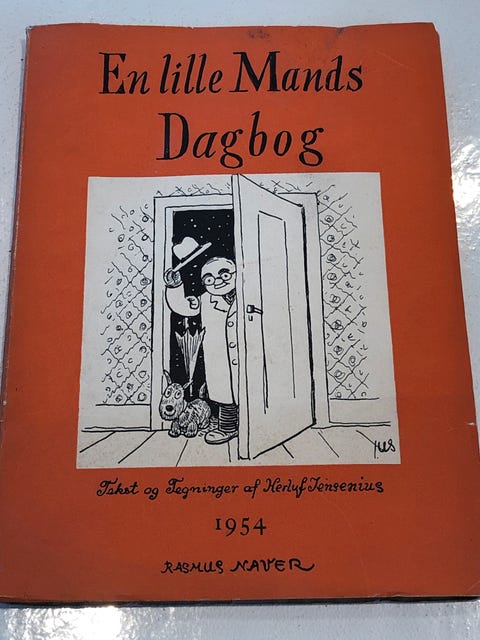 En lille Mands
Dagbog
Tekst og Tegninger af Herluf Jensenius
1954
RASMUS NAVER